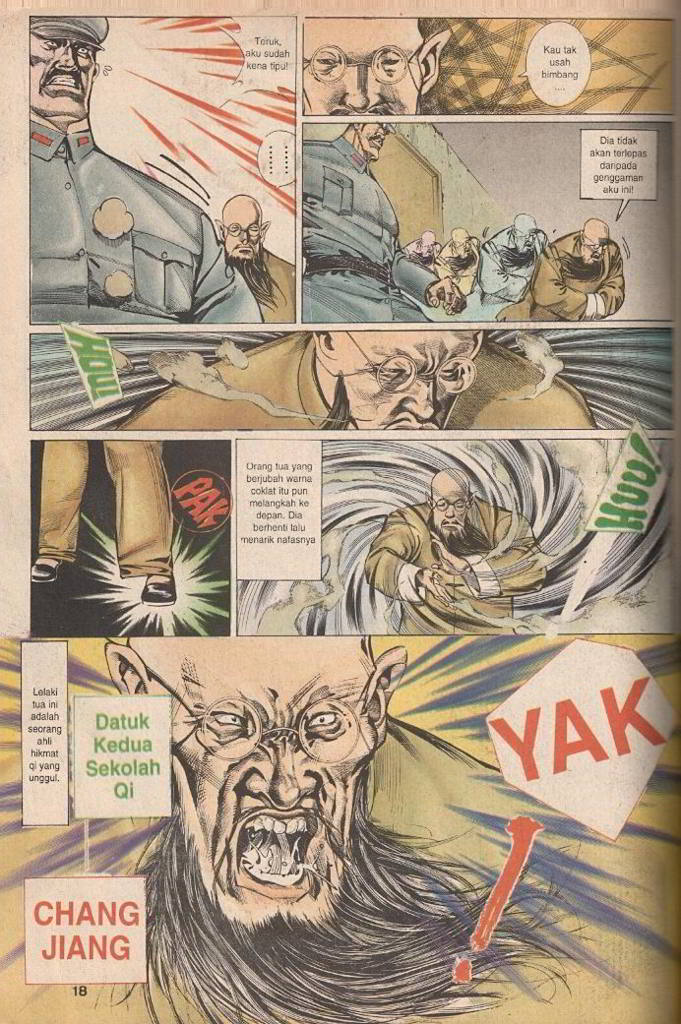 Teruk,
aku sudah
kena tipu!
......
Kau tak
usah
bimbang
....
Dia tidak
akan terlepas
daripada
genggaman
aku ini!
HUU
PAK
Orang tua yang
berjubah warna
coklat itu pun
melangkah ke
depan. Dia
berhenti lalu
menarik nafasnya
HUU!
Lelaki
tua ini
adalah
seorang
ahli
hikmat
qi yang
unggul.
Datuk
Kedua
Sekolah
Qi
CHANG
JIANG
YAK
!
18